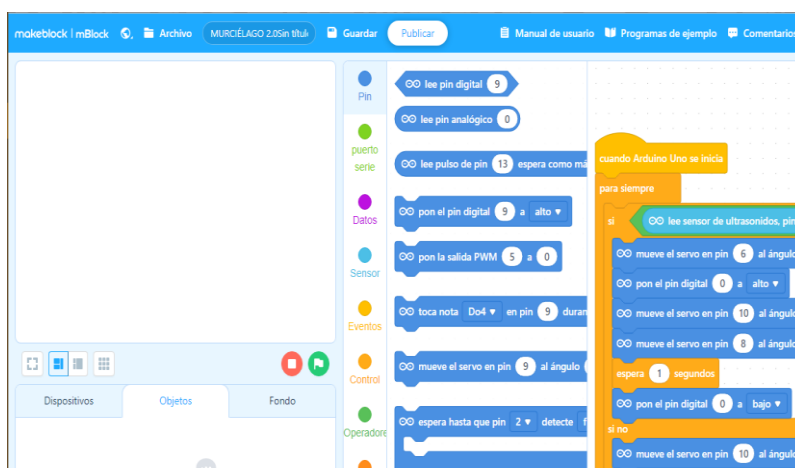 makeblock | mBlock Archivo MURCIÉLAGO 2.0Sin títul Guardar Publicar Manual de usuario Programas de ejemplo Comentarios
Pin
puerto serie
Datos
Sensor
Eventos
Control
Operadore
lee pin digital 9
lee pin analógico 0
lee pulso de pin 13 espera como má
pon el pin digital 9 a alto
pon la salida PWM 5 a 0
toca nota Do4 en pin 9 duran
mueve el servo en pin 9 al ángulo
espera hasta que pin 2 detecte f
cuando Arduino Uno se inicia
para siempre
si lee sensor de ultrasonidos, pin
mueve el servo en pin 6 al ángulo
pon el pin digital 0 a alto
mueve el servo en pin 10 al ángulo
mueve el servo en pin 8 al ángulo
espera 1 segundos
pon el pin digital 0 a bajo
si no
mueve el servo en pin 10 al ángulo
Dispositivos Objetos Fondo